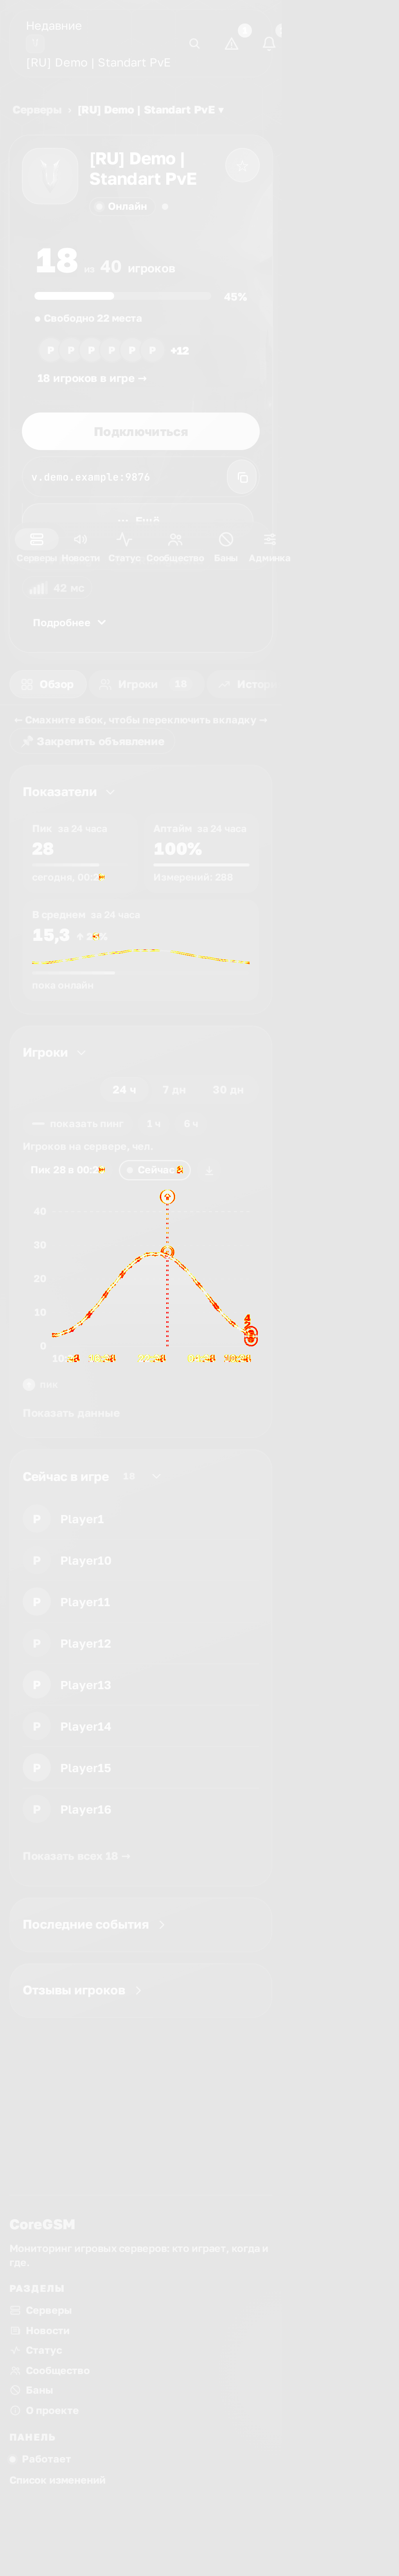 Недавние
[RU] Demo | Standart PvE
Серверы › [RU] Demo | Standart PvE ▾
[RU] Demo |
Standart PvE
Онлайн
18 из 40 игроков
45%
Свободно 22 места
P P P P P P +12
18 игроков в игре →
Подключиться
v.demo.example:9876
Ещё
Серверы Новости Статус Сообщество Баны Админка
42 мс
Подробнее
Обзор Игроки 18
← Смахните вбок, чтобы переключить вкладку →
Закрепить объявление
Показатели
Пик за 24 часа
28
Аптайм за 24 часа
100%
Измерений: 288
В среднем за 24 часа
15,3
пока онлайн
Игроки
24 ч 7 дн 30 дн
показать пинг 1 ч 6 ч
Игроков на сервере, чел.
40
30
20
10
0
пик
Показать данные
Сейчас в игре 18
P Player1
P Player10
P Player11
P Player12
P Player13
P Player14
P Player15
P Player16
Показать всех 18 →
Последние события
Отзывы игроков
CoreGSM
Мониторинг игровых серверов: кто играет, когда и
где.
РАЗДЕЛЫ
Серверы
Новости
Статус
Сообщество
Баны
О проекте
ПАНЕЛЬ
Работает
Список изменений